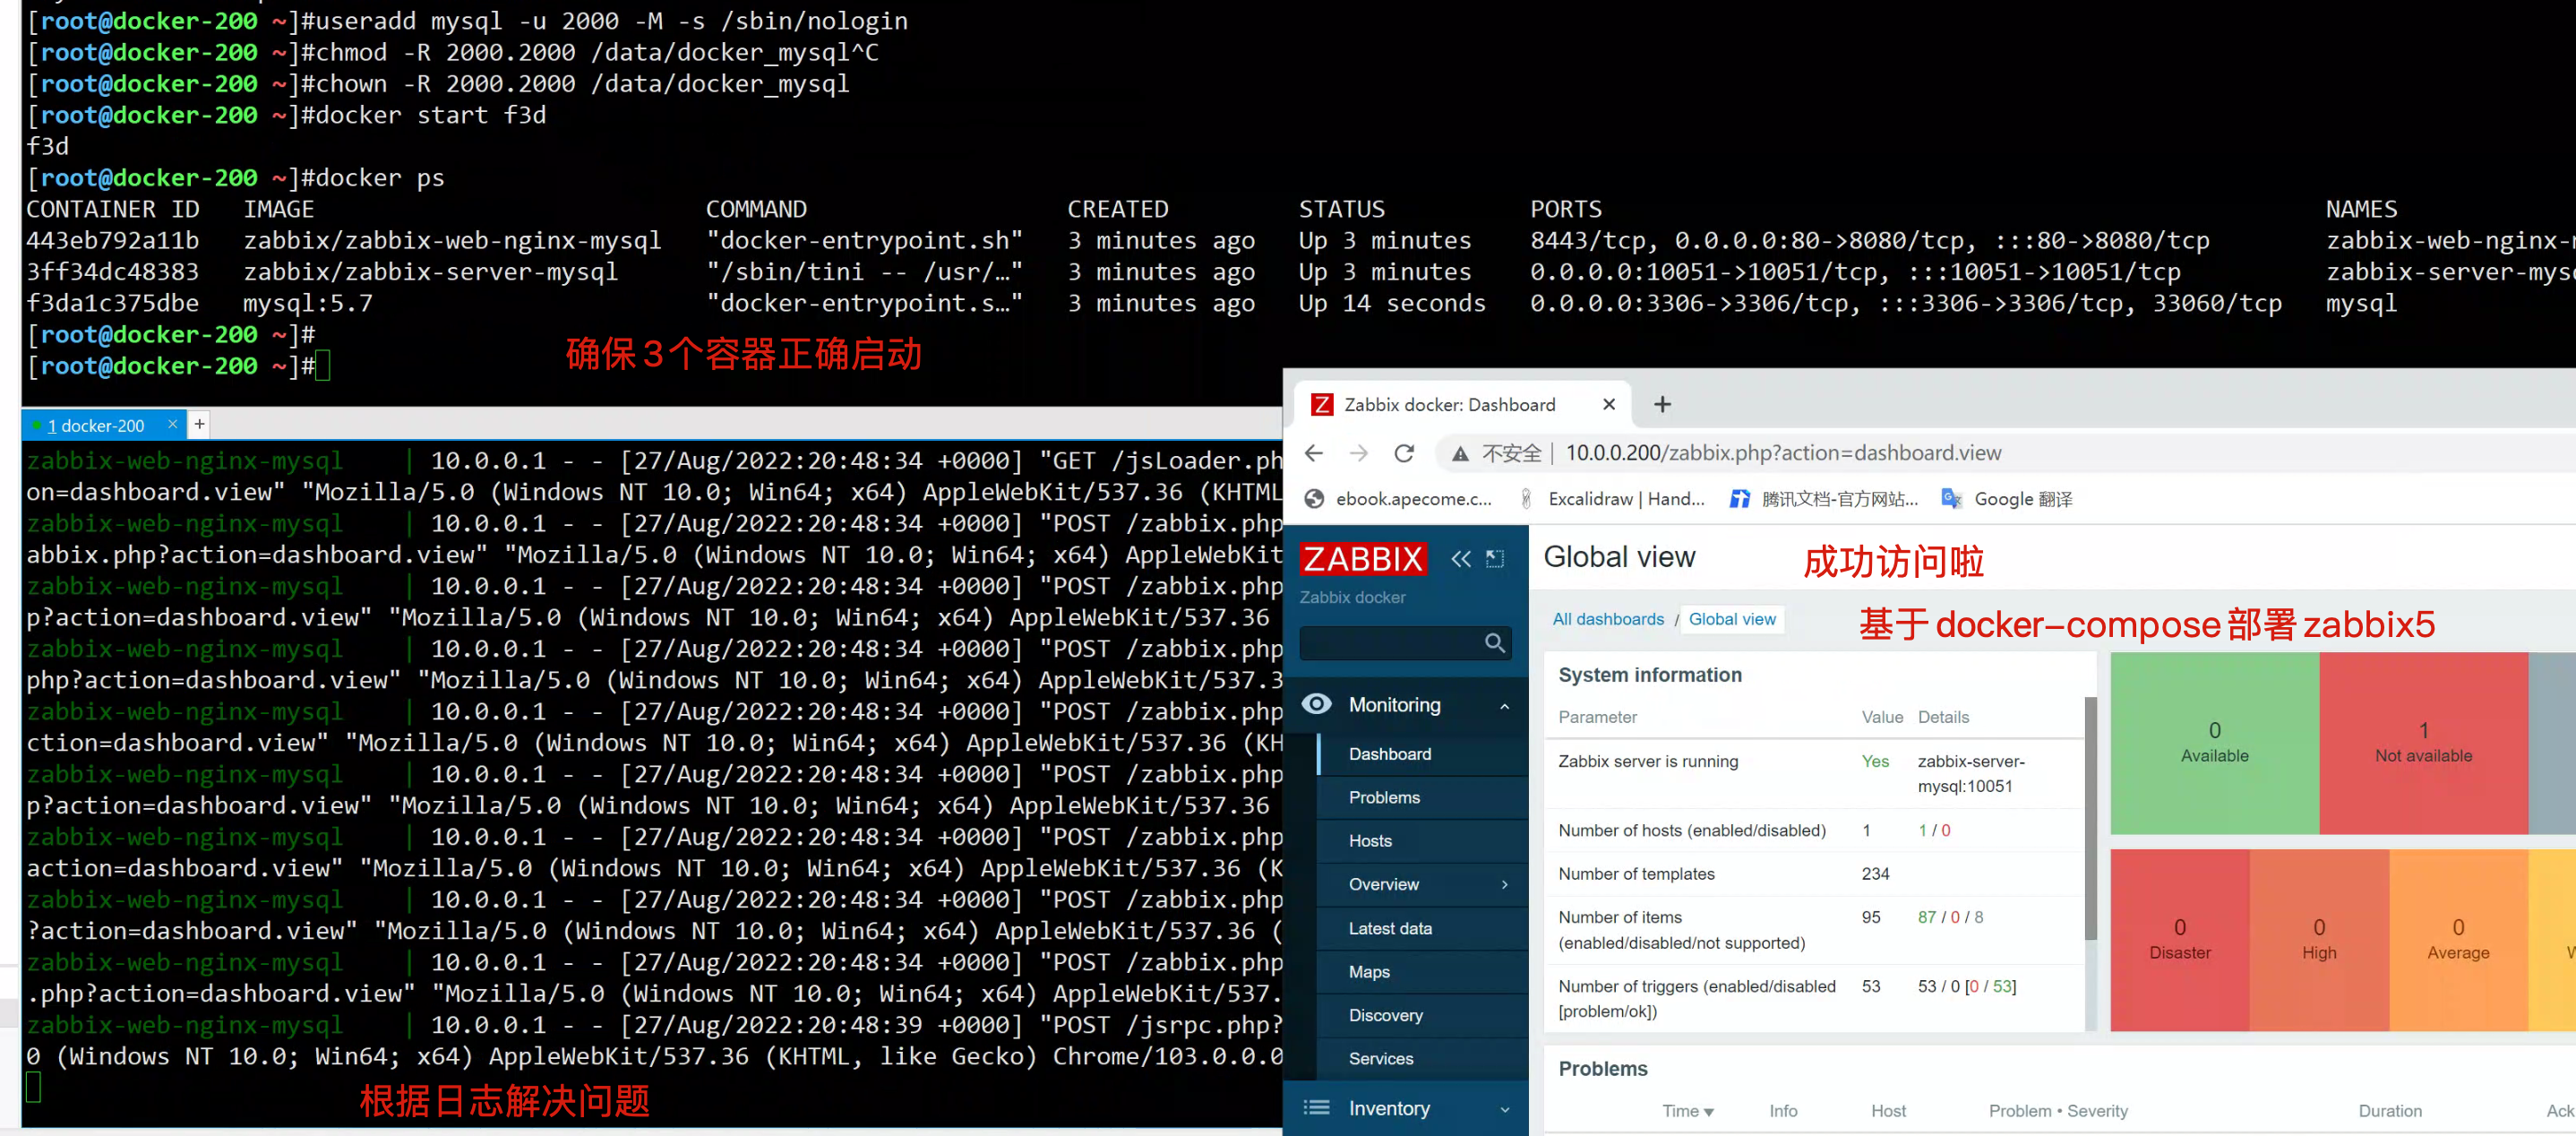 [root@docker-200 ~]#useradd mysql -u 2000 -M -s /sbin/nologin
[root@docker-200 ~]#chmod -R 2000.2000 /data/docker_mysql^C
[root@docker-200 ~]#chown -R 2000.2000 /data/docker_mysql
[root@docker-200 ~]#docker start f3d
f3d
[root@docker-200 ~]#docker ps
CONTAINER ID IMAGE COMMAND CREATED STATUS PORTS NAMES
443eb792a11b zabbix/zabbix-web-nginx-mysql "docker-entrypoint.sh" 3 minutes ago Up 3 minutes 8443/tcp, 0.0.0.0:80->8080/tcp, :::80->8080/tcp zabbix-web-nginx-
3ff34dc48383 zabbix/zabbix-server-mysql "/sbin/tini -- /usr/…" 3 minutes ago Up 3 minutes 0.0.0.0:10051->10051/tcp, :::10051->10051/tcp zabbix-server-mys
f3da1c375dbe mysql:5.7 "docker-entrypoint.s…" 3 minutes ago Up 14 seconds 0.0.0.0:3306->3306/tcp, :::3306->3306/tcp, 33060/tcp mysql
[root@docker-200 ~]#
[root@docker-200 ~]#
确保3个容器正确启动
1 docker-200 × +
zabbix-web-nginx-mysql | 10.0.0.1 - - [27/Aug/2022:20:48:34 +0000] "GET /jsLoader.ph
on=dashboard.view" "Mozilla/5.0 (Windows NT 10.0; Win64; x64) AppleWebKit/537.36 (KHTML
zabbix-web-nginx-mysql | 10.0.0.1 - - [27/Aug/2022:20:48:34 +0000] "POST /zabbix.php
abbix.php?action=dashboard.view" "Mozilla/5.0 (Windows NT 10.0; Win64; x64) AppleWebKit
zabbix-web-nginx-mysql | 10.0.0.1 - - [27/Aug/2022:20:48:34 +0000] "POST /zabbix.php
p?action=dashboard.view" "Mozilla/5.0 (Windows NT 10.0; Win64; x64) AppleWebKit/537.36
zabbix-web-nginx-mysql | 10.0.0.1 - - [27/Aug/2022:20:48:34 +0000] "POST /zabbix.php
php?action=dashboard.view" "Mozilla/5.0 (Windows NT 10.0; Win64; x64) AppleWebKit/537.3
zabbix-web-nginx-mysql | 10.0.0.1 - - [27/Aug/2022:20:48:34 +0000] "POST /zabbix.php
ction=dashboard.view" "Mozilla/5.0 (Windows NT 10.0; Win64; x64) AppleWebKit/537.36 (KH
zabbix-web-nginx-mysql | 10.0.0.1 - - [27/Aug/2022:20:48:34 +0000] "POST /zabbix.php
p?action=dashboard.view" "Mozilla/5.0 (Windows NT 10.0; Win64; x64) AppleWebKit/537.36
zabbix-web-nginx-mysql | 10.0.0.1 - - [27/Aug/2022:20:48:34 +0000] "POST /zabbix.php
action=dashboard.view" "Mozilla/5.0 (Windows NT 10.0; Win64; x64) AppleWebKit/537.36 (K
zabbix-web-nginx-mysql | 10.0.0.1 - - [27/Aug/2022:20:48:34 +0000] "POST /zabbix.php
?action=dashboard.view" "Mozilla/5.0 (Windows NT 10.0; Win64; x64) AppleWebKit/537.36 (
zabbix-web-nginx-mysql | 10.0.0.1 - - [27/Aug/2022:20:48:34 +0000] "POST /zabbix.php
.php?action=dashboard.view" "Mozilla/5.0 (Windows NT 10.0; Win64; x64) AppleWebKit/537.
zabbix-web-nginx-mysql | 10.0.0.1 - - [27/Aug/2022:20:48:39 +0000] "POST /jsrpc.php?
0 (Windows NT 10.0; Win64; x64) AppleWebKit/537.36 (KHTML, like Gecko) Chrome/103.0.0.0
根据日志解决问题
Z Zabbix docker: Dashboard × +
不安全 | 10.0.0.200/zabbix.php?action=dashboard.view
ebook.apecome.c... Excalidraw | Hand... 腾讯文档-官方网站... Google 翻译
ZABBIX
Zabbix docker
Monitoring
Dashboard
Problems
Hosts
Overview
Latest data
Maps
Discovery
Services
Inventory
Global view
成功访问啦
All dashboards / Global view
基于docker-compose部署zabbix5
System information
Parameter Value Details
Zabbix server is running Yes zabbix-server-
mysql:10051
Number of hosts (enabled/disabled) 1 1 / 0
Number of templates 234
Number of items 95 87 / 0 / 8
(enabled/disabled/not supported)
Number of triggers (enabled/disabled 53 53 / 0 [0 / 53]
[problem/ok])
0 1
Available Not available
0 0 0
Disaster High Average
Problems
Time ▼ Info Host Problem • Severity Duration Ack